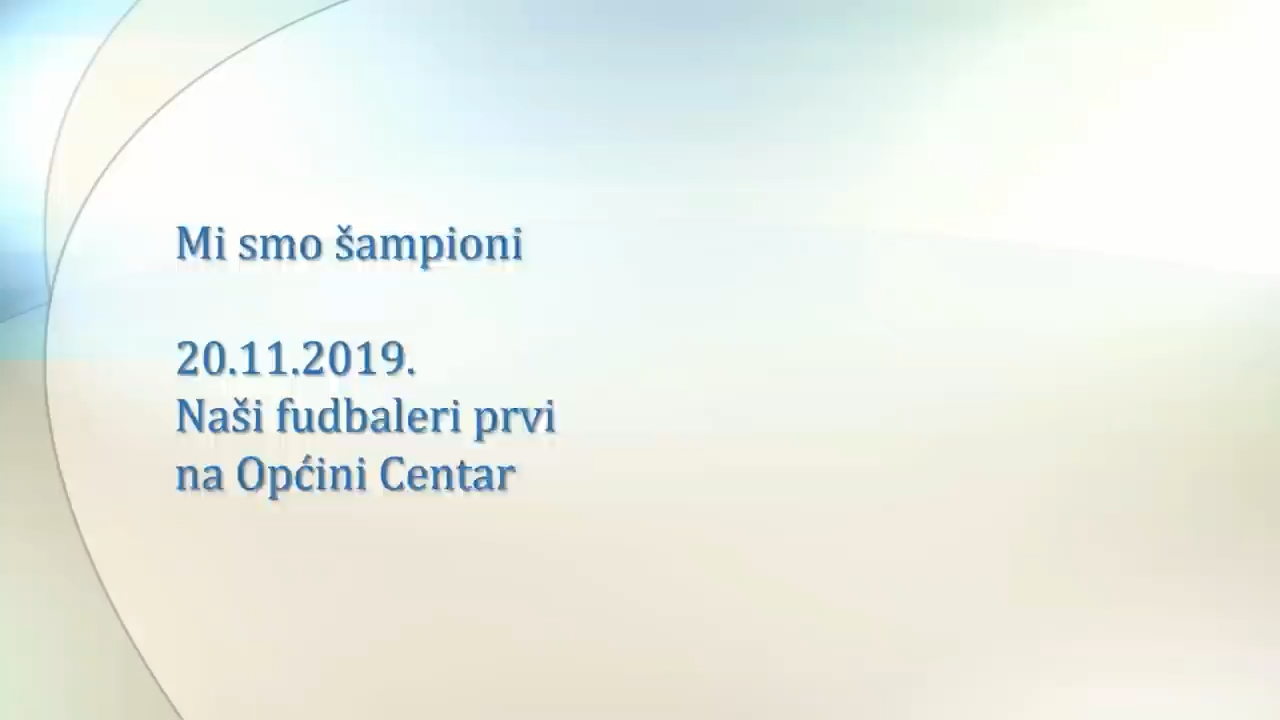 Mi smo šampioni
20.11.2019.
Naši fudbaleri prvi
na Općini Centar